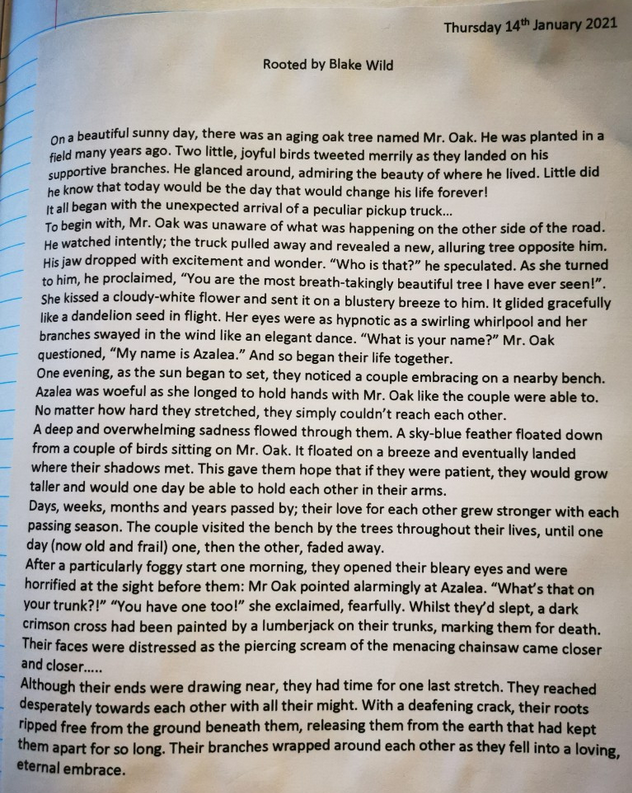 Thursday 14th January 2021
Rooted by Blake Wild
On a beautiful sunny day, there was an aging oak tree named Mr. Oak. He was planted in a
field many years ago. Two little, joyful birds tweeted merrily as they landed on his
supportive branches. He glanced around, admiring the beauty of where he lived. Little did
he know that today would be the day that would change his life forever!
It all began with the unexpected arrival of a peculiar pickup truck...
To begin with, Mr. Oak was unaware of what was happening on the other side of the road.
He watched intently; the truck pulled away and revealed a new, alluring tree opposite him.
His jaw dropped with excitement and wonder. “Who is that?” he speculated. As she turned
to him, he proclaimed, “You are the most breath-takingly beautiful tree I have ever seen!”.
She kissed a cloudy-white flower and sent it on a blustery breeze to him. It glided gracefully
like a dandelion seed in flight. Her eyes were as hypnotic as a swirling whirlpool and her
branches swayed in the wind like an elegant dance. “What is your name?” Mr. Oak
questioned, “My name is Azalea.” And so began their life together.
One evening, as the sun began to set, they noticed a couple embracing on a nearby bench.
Azalea was woeful as she longed to hold hands with Mr. Oak like the couple were able to.
No matter how hard they stretched, they simply couldn’t reach each other.
A deep and overwhelming sadness flowed through them. A sky-blue feather floated down
from a couple of birds sitting on Mr. Oak. It floated on a breeze and eventually landed
where their shadows met. This gave them hope that if they were patient, they would grow
taller and would one day be able to hold each other in their arms.
Days, weeks, months and years passed by; their love for each other grew stronger with each
passing season. The couple visited the bench by the trees throughout their lives, until one
day (now old and frail) one, then the other, faded away.
After a particularly foggy start one morning, they opened their bleary eyes and were
horrified at the sight before them: Mr Oak pointed alarmingly at Azalea. “What’s that on
your trunk?!” “You have one too!” she exclaimed, fearfully. Whilst they’d slept, a dark
crimson cross had been painted by a lumberjack on their trunks, marking them for death.
Their faces were distressed as the piercing scream of the menacing chainsaw came closer
and closer.....
Although their ends were drawing near, they had time for one last stretch. They reached
desperately towards each other with all their might. With a deafening crack, their roots
ripped free from the ground beneath them, releasing them from the earth that had kept
them apart for so long. Their branches wrapped around each other as they fell into a loving,
eternal embrace.